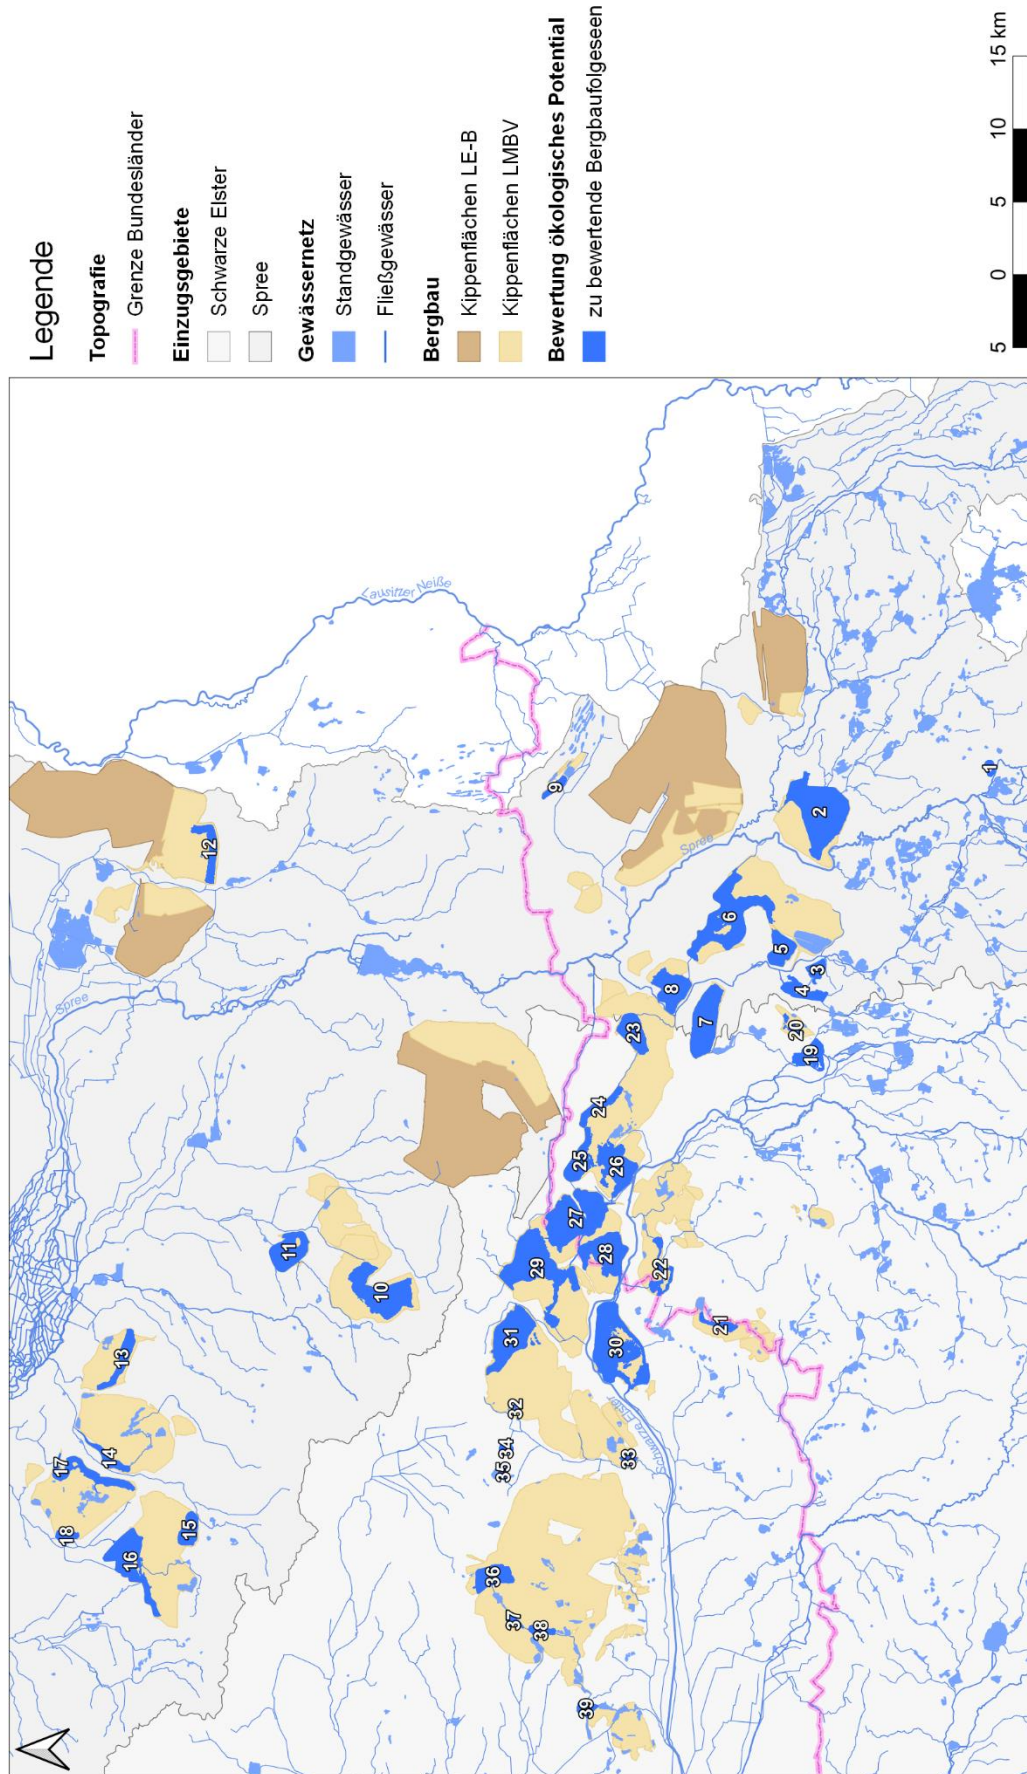 Legende
Topografie
Grenze Bundesländer
Einzugsgebiete
Schwarze Elster
Spree
Gewässernetz
Standgewässer
Fließgewässer
Bergbau
Kippenflächen LE-B
Kippenflächen LMBV
Bewertung ökologisches Potential
zu bewertende Bergbaufolgeseen
5 0 5 10 15 km
Spree
Lausitzer Neiße
Spree
Schwarze Elster
1
2
3
4
5
6
7
8
9
10
11
12
13
14
15
16
17
18
19
20
21
22
23
24
25
26
27
28
29
30
31
32
33
34
35
36
37
38
39